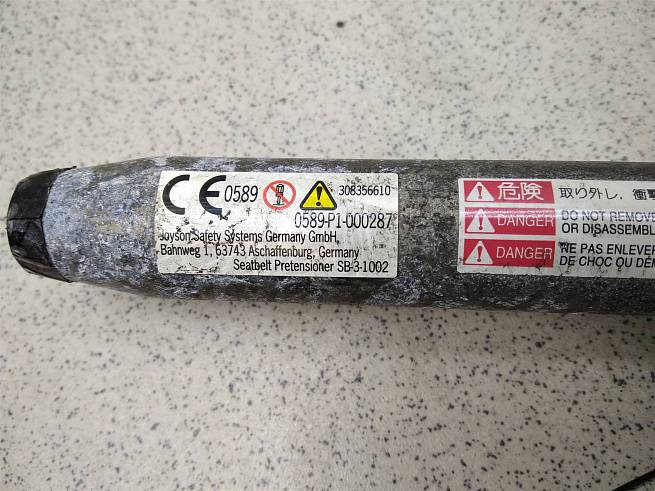 CE 0589 308356610
0589-P1-000287
Joyson Safety Systems Germany GmbH,
Bahnweg 1, 63743 Aschaffenburg, Germany
Seatbelt Pretensioner SB-3-1002
危険 取り外し、衝撃
DANGER DO NOT REMOVE
OR DISASSEMBL
DANGER NE PAS ENLEVER
DE CHOC OU DÉM